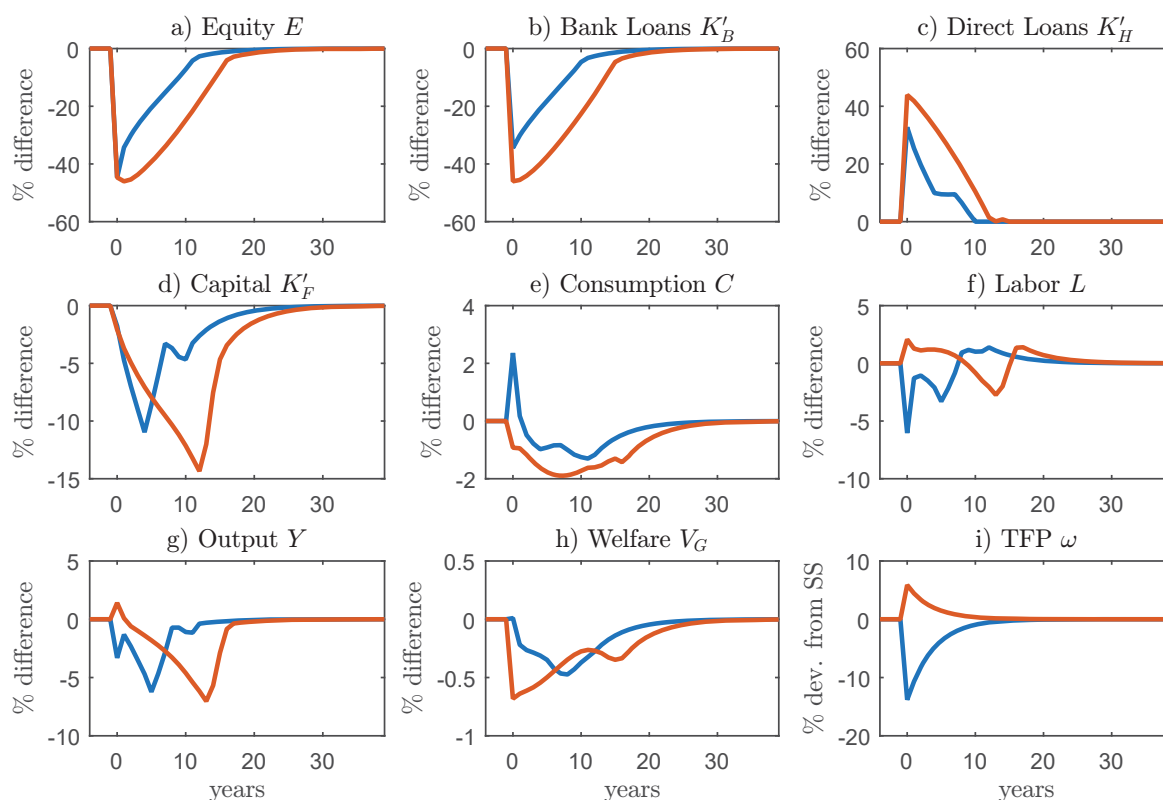 a) Equity E
b) Bank Loans K′_B
c) Direct Loans K′_H
% difference
0
-20
-40
-60
0 10 20 30
% difference
0
-20
-40
-60
0 10 20 30
% difference
60
40
20
0
0 10 20 30
d) Capital K′_F
e) Consumption C
f) Labor L
% difference
0
-5
-10
-15
0 10 20 30
% difference
4
2
0
-2
0 10 20 30
% difference
10
5
0
-5
-10
0 10 20 30
g) Output Y
h) Welfare V_G
i) TFP ω
% difference
5
0
-5
-10
0 10 20 30
years
% difference
0.5
0
-0.5
-1
0 10 20 30
years
% dev. from SS
10
0
-10
-20
0 10 20 30
years